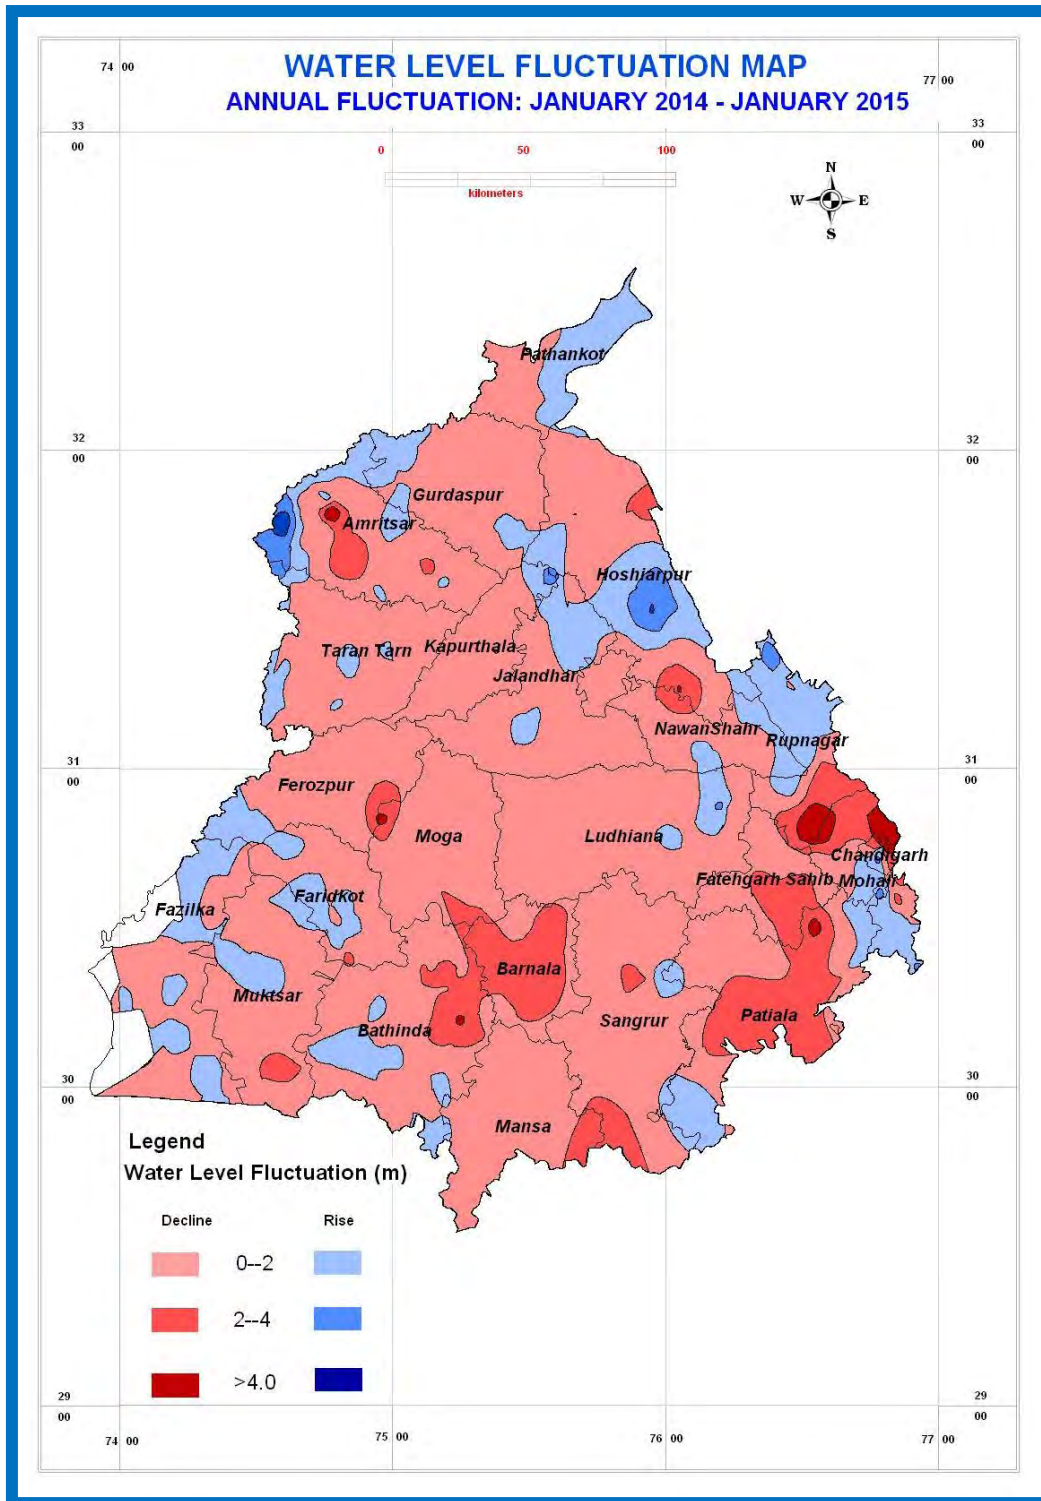 WATER LEVEL FLUCTUATION MAP
ANNUAL FLUCTUATION: JANUARY 2014 - JANUARY 2015
74 00
77 00
33 00
33 00
0 50 100
kilometers
N
W E
S
Pathankot
32 00
32 00
Gurdaspur
Amritsar
Hoshiarpur
Taran Tarn
Kapurthala
Jalandhar
NawanShahr
Rupnagar
31 00
31 00
Ferozpur
Moga
Ludhiana
Chandigarh
Fatehgarh Sahib
Mohali
Faridkot
Fazilka
Barnala
Muktsar
Bathinda
Sangrur
Patiala
30 00
30 00
Mansa
Legend
Water Level Fluctuation (m)
Decline Rise
0--2
2--4
>4.0
29 00
29 00
74 00
75 00
76 00
77 00